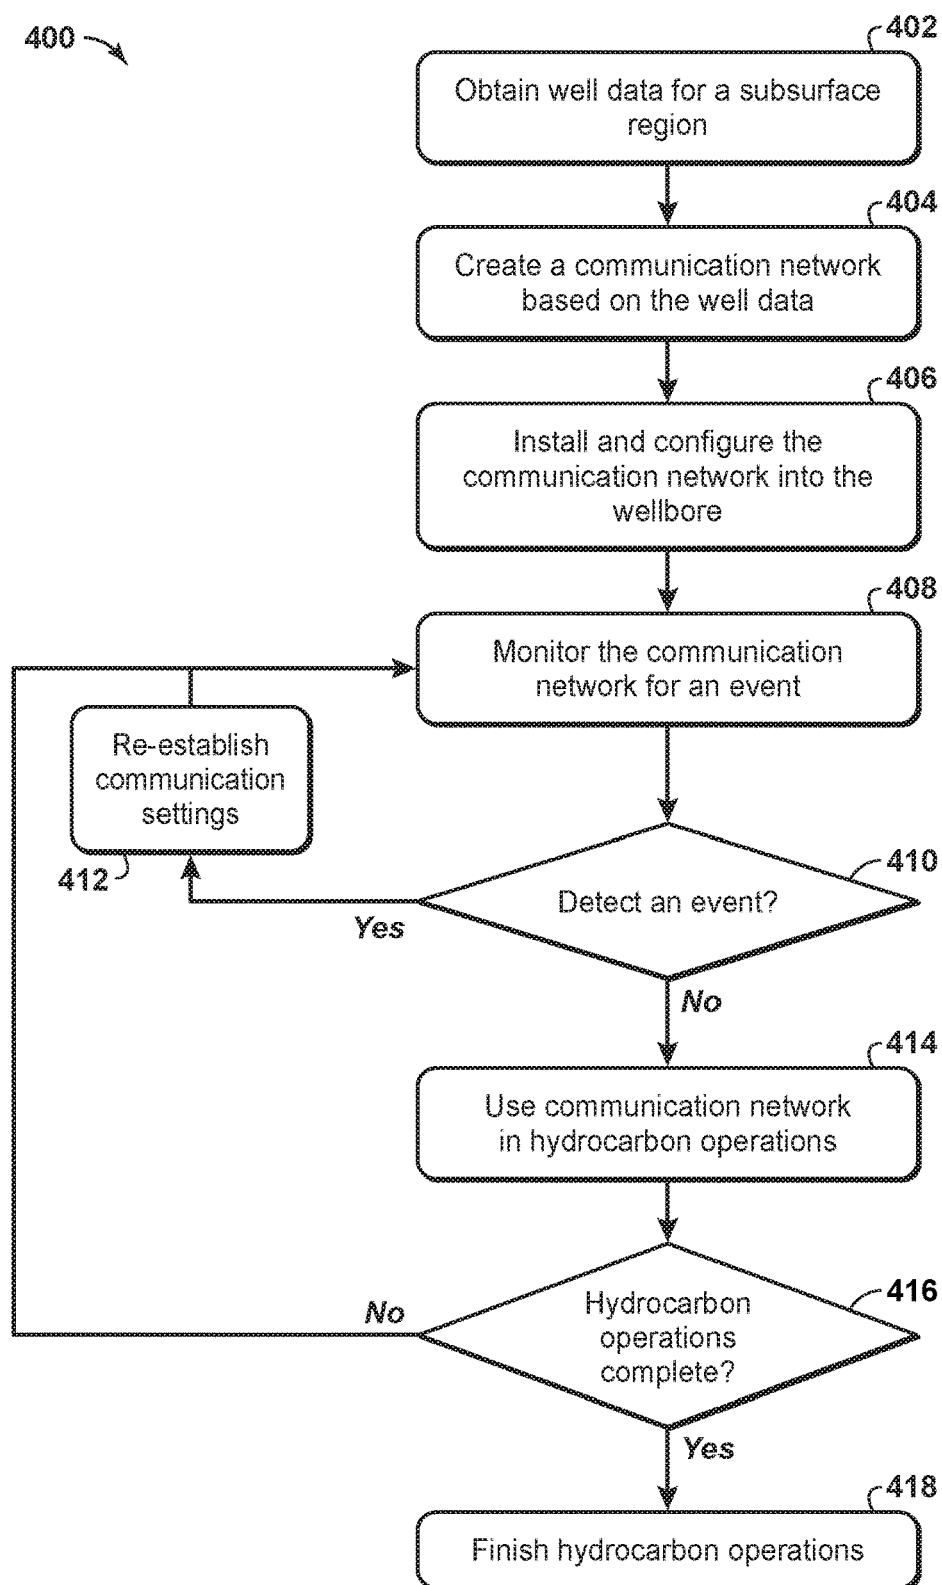 400
402
Obtain well data for a subsurface
region
404
Create a communication network
based on the well data
406
Install and configure the
communication network into the
wellbore
408
Monitor the communication
network for an event
Re-establish
communication
settings
412
410
Detect an event?
Yes
No
414
Use communication network
in hydrocarbon operations
416
Hydrocarbon
operations
complete?
No
Yes
418
Finish hydrocarbon operations